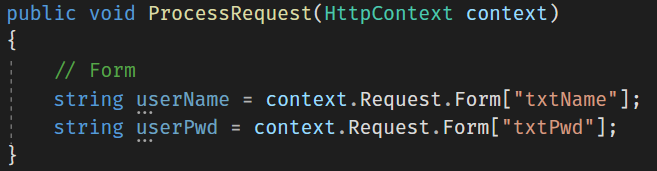 public void ProcessRequest(HttpContext context)
{
// Form
string userName = context.Request.Form["txtName"];
string userPwd = context.Request.Form["txtPwd"];
}